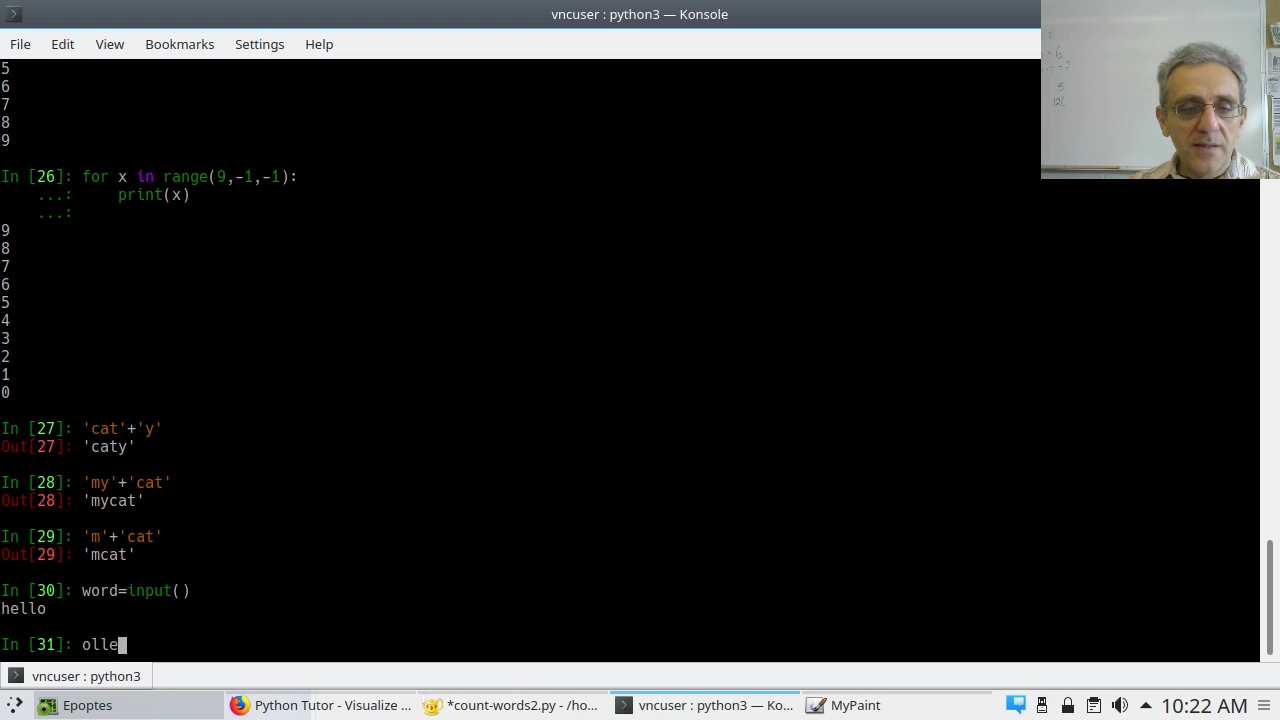 vncuser : python3 — Konsole
File Edit View Bookmarks Settings Help
5
6
7
8
9
In [26]: for x in range(9,-1,-1):
...: print(x)
...:
9
8
7
6
5
4
3
2
1
0
In [27]: 'cat'+'y'
Out[27]: 'caty'
In [28]: 'my'+'cat'
Out[28]: 'mycat'
In [29]: 'm'+'cat'
Out[29]: 'mcat'
In [30]: word=input()
hello
In [31]: olle
vncuser : python3
Epoptes Python Tutor - Visualize ... *count-words2.py – <no... vncuser : python3 — Ko... MyPaint 10:22 AM